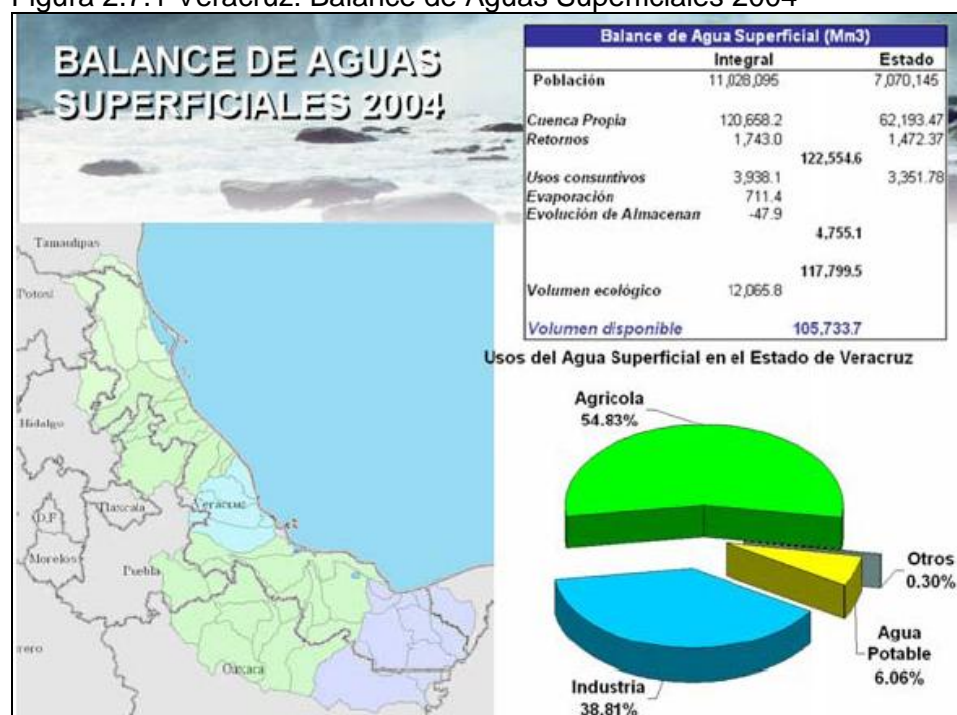 Figura 2.7.1 Veracruz. Balance de Aguas Superficiales 2004
BALANCE DE AGUAS
SUPERFICIALES 2004
Balance de Agua Superficial (Mm3)
Integral Estado
Población 11,028,095 7,070,145
Cuenca Propia 120,658.2 62,193.47
Retornos 1,743.0 1,472.37
122,554.6
Usos consuntivos 3,938.1 3,351.78
Evaporación 711.4
Evolución de Almacenan -47.9
4,755.1
117,799.5
Volumen ecológico 12,065.8
Volumen disponible 105,733.7
Tamaulipas
Potosi
Hidalgo
Tlaxcala
Veracruz
D.F
Morelos
Puebla
rrero
Oaxaca
Usos del Agua Superficial en el Estado de Veracruz
Agricola
54.83%
Otros
0.30%
Agua
Potable
6.06%
Industria
38.81%